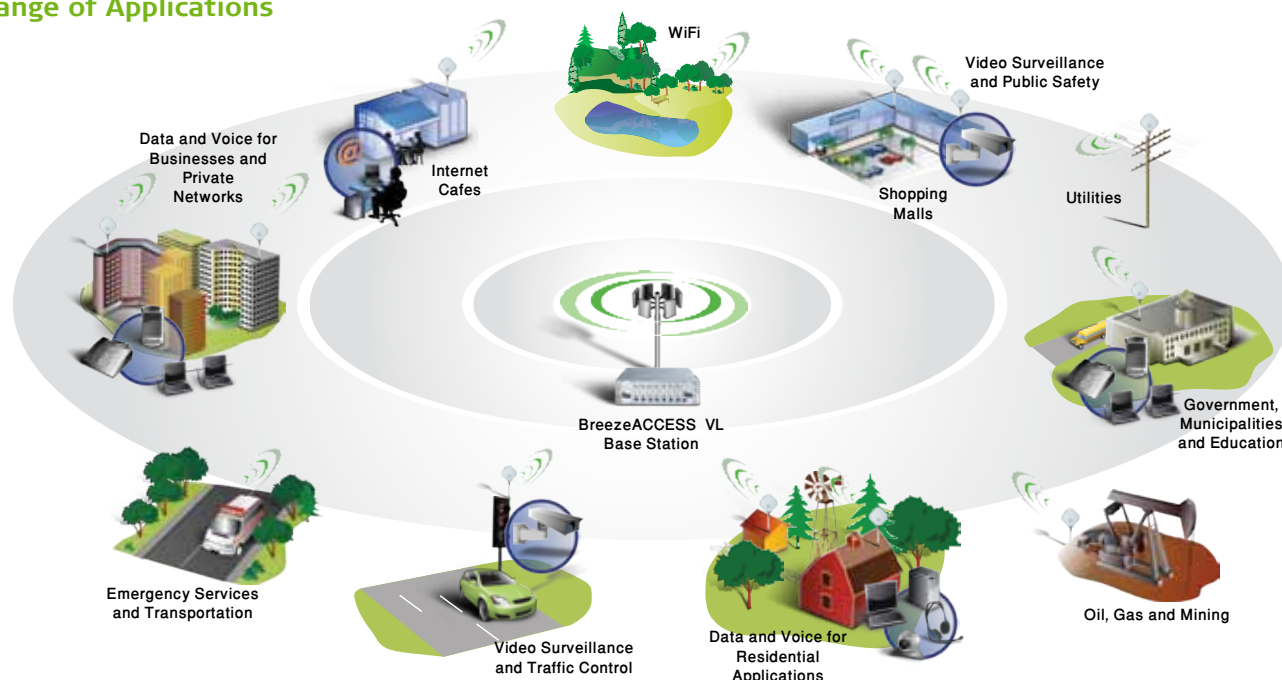 ange of Applications
WiFi
Video Surveillance
and Public Safety
Data and Voice for
Businesses and
Private
Networks
Internet
Cafes
@
Shopping
Malls
Utilities
BreezeACCESS VL
Base Station
Government,
Municipalities
and Education
Emergency Services
and Transportation
Video Surveillance
and Traffic Control
Data and Voice for
Residential
Applications
Oil, Gas and Mining